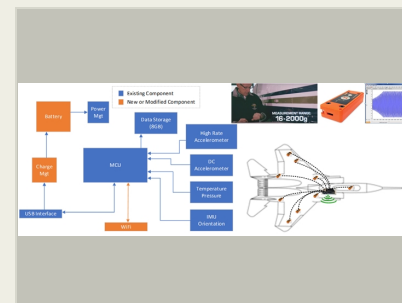 Existing Component
New or Modified Component
Battery
Power
Mgt
Data Storage
(8GB)
High Rate
Accelerometer
MCU
DC
Accelerometer
Charge
Mgt
Temperature
Pressure
USB Interface
IMU
Orientation
WiFi
MEASUREMENT RANGE
16-2000g